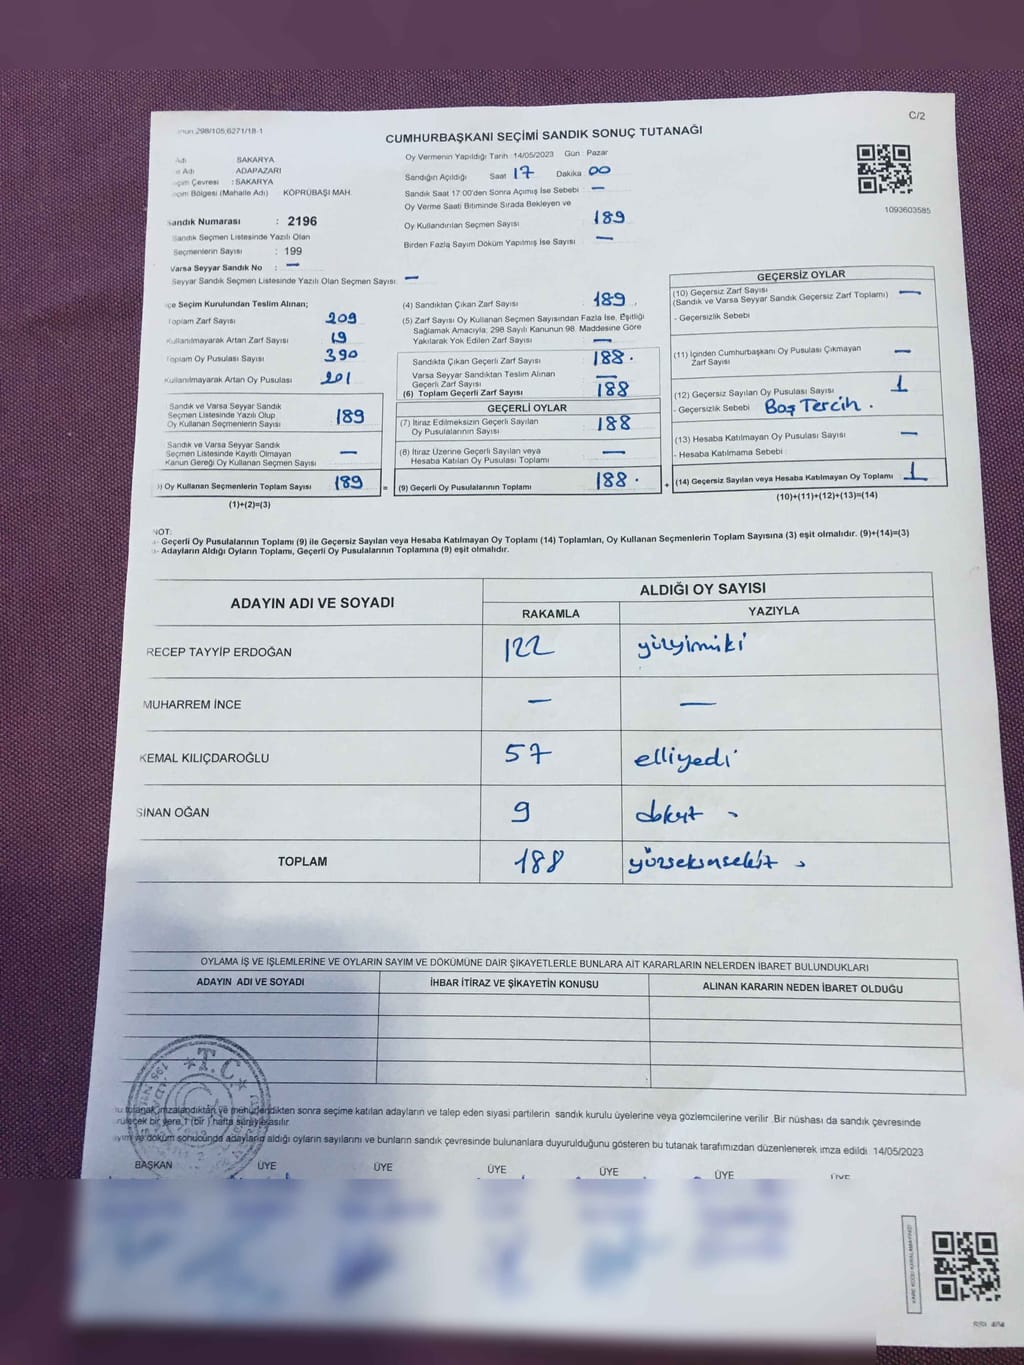 C/2
CUMHURBAŞKANI SEÇİMİ SANDIK SONUÇ TUTANAĞI
298/105,6271/18-1
Adı SAKARYA
Adı ADAPAZARI
Çevresi : SAKARYA
Bölgesi (Mahalle Adı) KÖPRÜBAŞI MAH.
Sandık Numarası : 2196
Sandık Seçmen Listesinde Yazılı Olan
Seçmenlerin Sayısı : 199
Varsa Seyyar Sandık No : —
Seyyar Sandık Seçmen Listesinde Yazılı Olan Seçmen Sayısı: —
Oy Vermenin Yapıldığı Tarih :14/05/2023 Gün : Pazar
Sandığın Açıldığı Saat 17 Dakika 00
Sandık Saat 17:00'den Sonra Açılmış İse Sebebi : —
Oy Verme Saati Bitiminde Sırada Bekleyen ve
Oy Kullandırılan Seçmen Sayısı : 189
Birden Fazla Sayım Döküm Yapılmış İse Sayısı : —
1093603585
Seçim Kurulundan Teslim Alınan;
Toplam Zarf Sayısı : 209
Kullanılmayarak Artan Zarf Sayısı : 19
Toplam Oy Pusulası Sayısı : 390
Kullanılmayarak Artan Oy Pusulası : 201
Sandık ve Varsa Seyyar Sandık
Seçmen Listesinde Yazılı Olup
Oy Kullanan Seçmenlerin Sayısı : 189
Sandık ve Varsa Seyyar Sandık
Seçmen Listesinde Kayıtlı Olmayan
Kanun Gereği Oy Kullanan Seçmen Sayısı : —
Oy Kullanan Seçmenlerin Toplam Sayısı : 189
(1)+(2)=(3)
(4) Sandıktan Çıkan Zarf Sayısı : 189
(5) Zarf Sayısı Oy Kullanan Seçmen Sayısından Fazla İse, Eşitliği
Sağlamak Amacıyla; 298 Sayılı Kanunun 98. Maddesine Göre
Yakılarak Yok Edilen Zarf Sayısı : —
Sandıkta Çıkan Geçerli Zarf Sayısı : 188.
Varsa Seyyar Sandıktan Teslim Alınan
Geçerli Zarf Sayısı : —
(6) Toplam Geçerli Zarf Sayısı : 188
GEÇERLİ OYLAR
(7) İtiraz Edilmeksizin Geçerli Sayılan
Oy Pusulalarının Sayısı : 188
(8) İtiraz Üzerine Geçerli Sayılan veya
Hesaba Katılan Oy Pusulası Toplamı : —
= (9) Geçerli Oy Pusulalarının Toplamı : 188.
GEÇERSİZ OYLAR
(10) Geçersiz Zarf Sayısı : —
(Sandık ve Varsa Seyyar Sandık Geçersiz Zarf Toplamı)
- Geçersizlik Sebebi :
(11) İçinden Cumhurbaşkanı Oy Pusulası Çıkmayan
Zarf Sayısı : —
(12) Geçersiz Sayılan Oy Pusulası Sayısı : 1
- Geçersizlik Sebebi : Boş Tercih.
(13) Hesaba Katılmayan Oy Pusulası Sayısı : —
- Hesaba Katılmama Sebebi :
+ (14) Geçersiz Sayılan veya Hesaba Katılmayan Oy Toplamı : 1
(10)+(11)+(12)+(13)=(14)
NOT:
- Geçerli Oy Pusulalarının Toplamı (9) ile Geçersiz Sayılan veya Hesaba Katılmayan Oy Toplamı (14) Toplamları, Oy Kullanan Seçmenlerin Toplam Sayısına (3) eşit olmalıdır. (9)+(14)=(3)
- Adayların Aldığı Oyların Toplamı, Geçerli Oy Pusulalarının Toplamına (9) eşit olmalıdır.
ADAYIN ADI VE SOYADI
ALDIĞI OY SAYISI
RAKAMLA YAZIYLA
RECEP TAYYİP ERDOĞAN 122 yüzyirmiiki
MUHARREM İNCE — —
KEMAL KILIÇDAROĞLU 57 elliyedi
SİNAN OĞAN 9 dokuz
TOPLAM 188 yüzseksensekiz
OYLAMA İŞ VE İŞLEMLERİNE VE OYLARIN SAYIM VE DÖKÜMÜNE DAİR ŞİKAYETLERLE BUNLARA AİT KARARLARIN NELERDEN İBARET BULUNDUKLARI
ADAYIN ADI VE SOYADI İHBAR İTİRAZ VE ŞİKAYETİN KONUSU ALINAN KARARIN NEDEN İBARET OLDUĞU
T.C.
tutanak, imzalandıktan ve mühürlendikten sonra seçime katılan adayların ve talep eden siyasi partilerin sandık kurulu üyelerine veya gözlemcilerine verilir. Bir nüshası da sandık çevresinde
bir yere 1 (bir) hafta süreyle asılır.
ve döküm sonucunda adayların aldığı oyların sayılarını ve bunların sandık çevresinde bulunanlara duyurulduğunu gösteren bu tutanak tarafımızdan düzenlenerek imza edildi. 14/05/2023
BAŞKAN ÜYE ÜYE ÜYE ÜYE ÜYE ÜYE